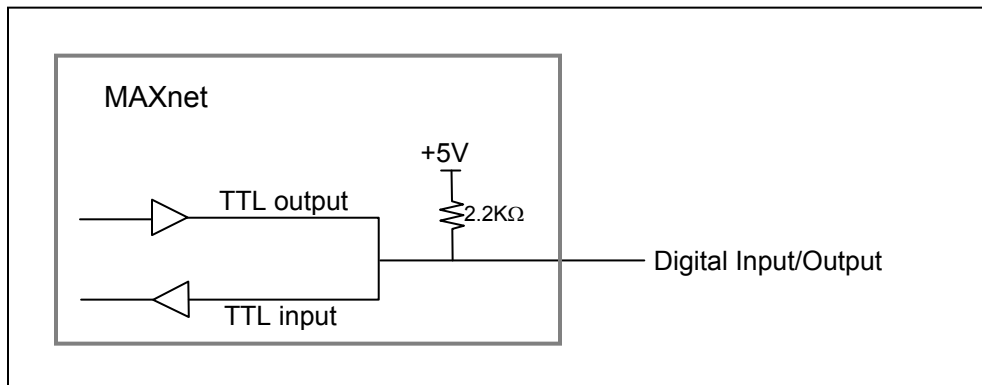 MAXnet
+5V
TTL output
2.2KΩ
Digital Input/Output
TTL input